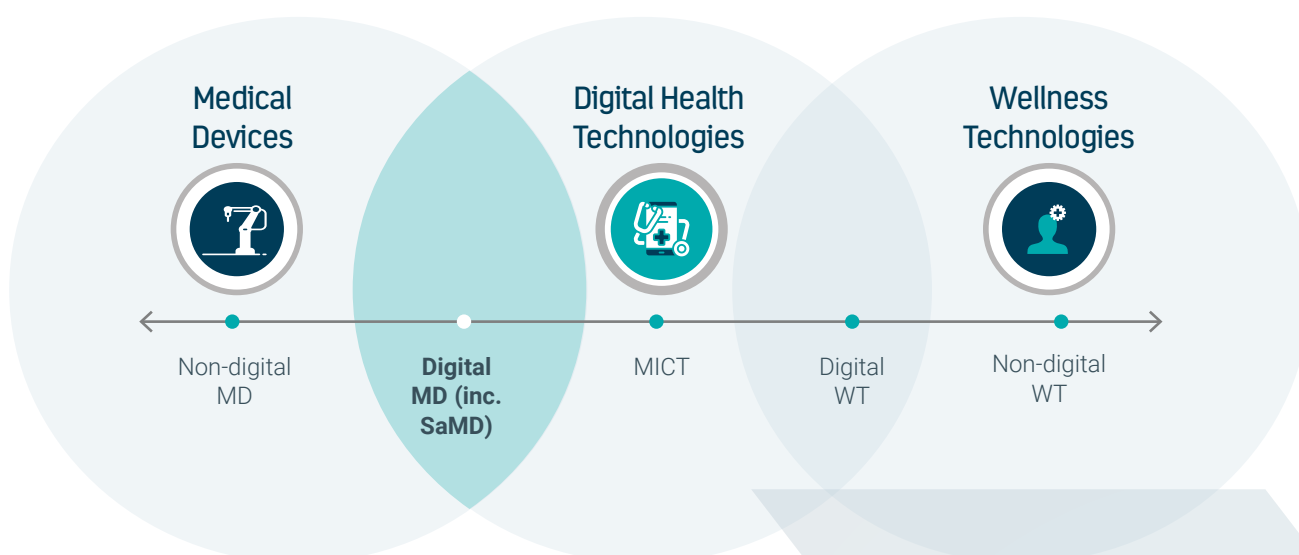 Medical
Devices
Digital Health
Technologies
Wellness
Technologies
Non-digital
MD
Digital
MD (inc.
SaMD)
MICT
Digital
WT
Non-digital
WT